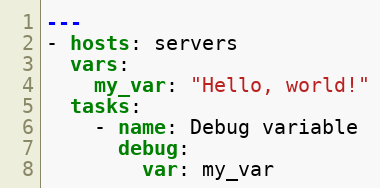 1 ---
2 - hosts: servers
3   vars:
4     my_var: "Hello, world!"
5   tasks:
6     - name: Debug variable
7       debug:
8         var: my_var